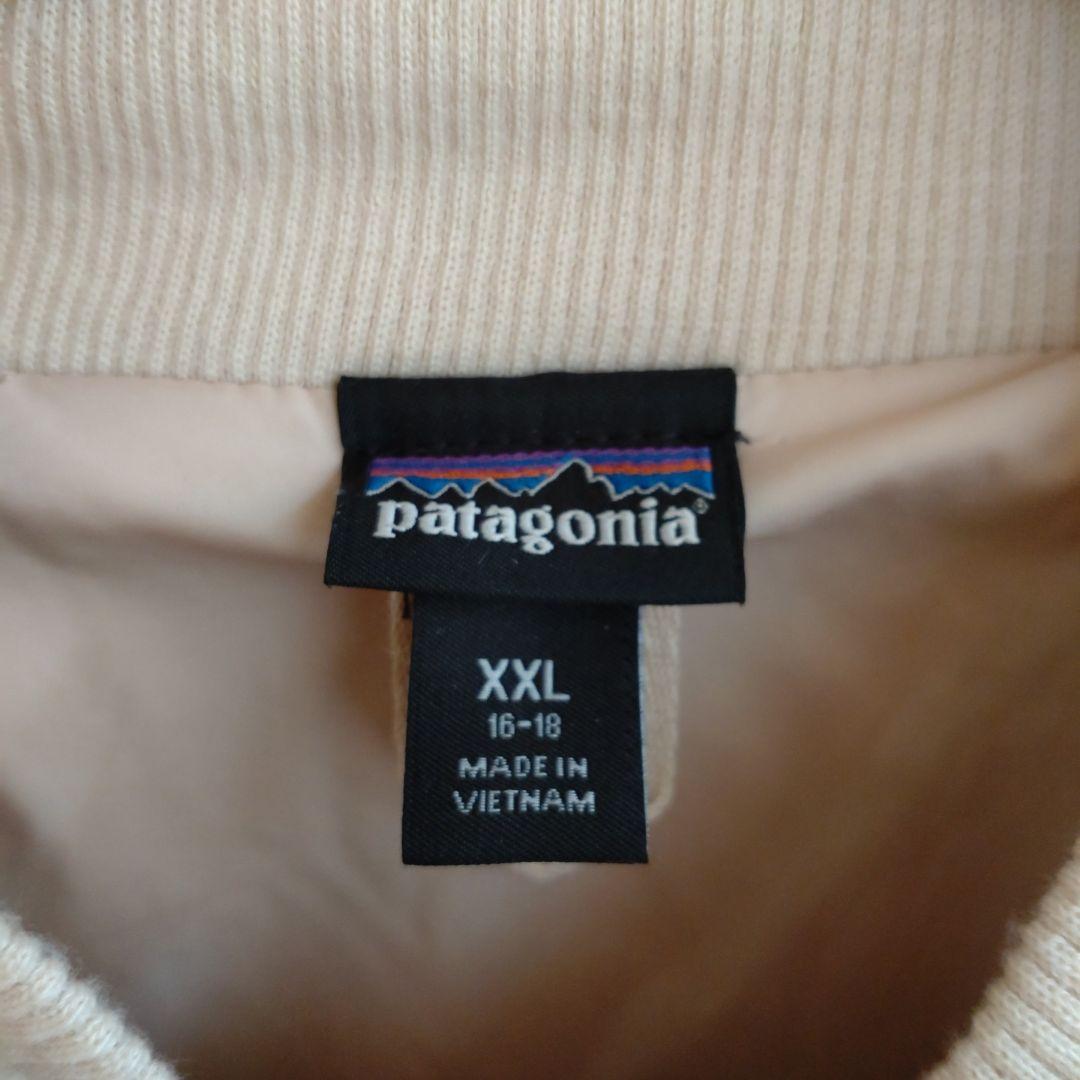 patagonia®
XXL
16-18
MADE IN
VIETNAM